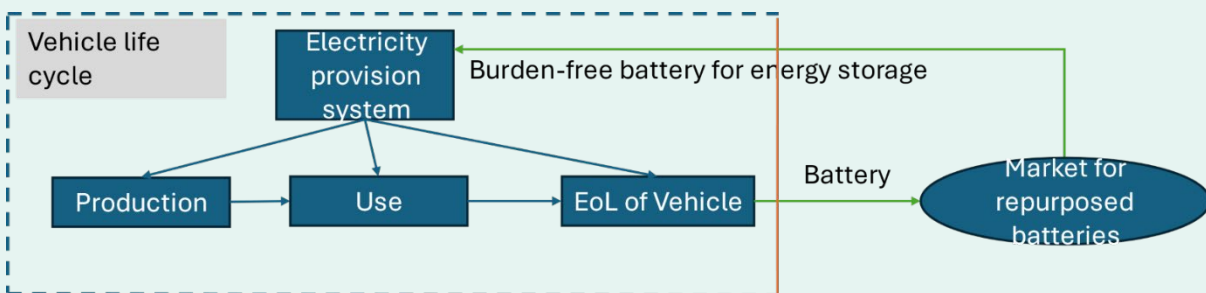 Vehicle life
cycle
Electricity
provision
system
Burden-free battery for energy storage
Production
Use
EoL of Vehicle
Battery
Market for
repurposed
batteries